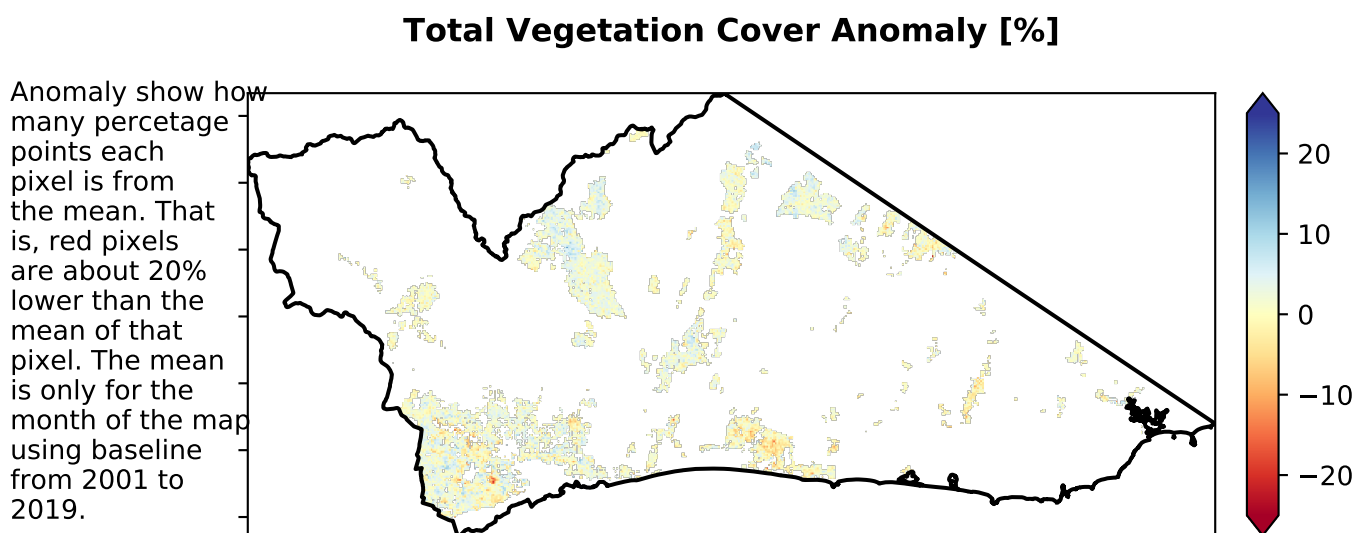 Total Vegetation Cover Anomaly [%]
Anomaly show how
many percetage
points each
pixel is from
the mean. That
is, red pixels
are about 20%
lower than the
mean of that
pixel. The mean
is only for the
month of the map
using baseline
from 2001 to
2019.
20
10
0
−10
−20